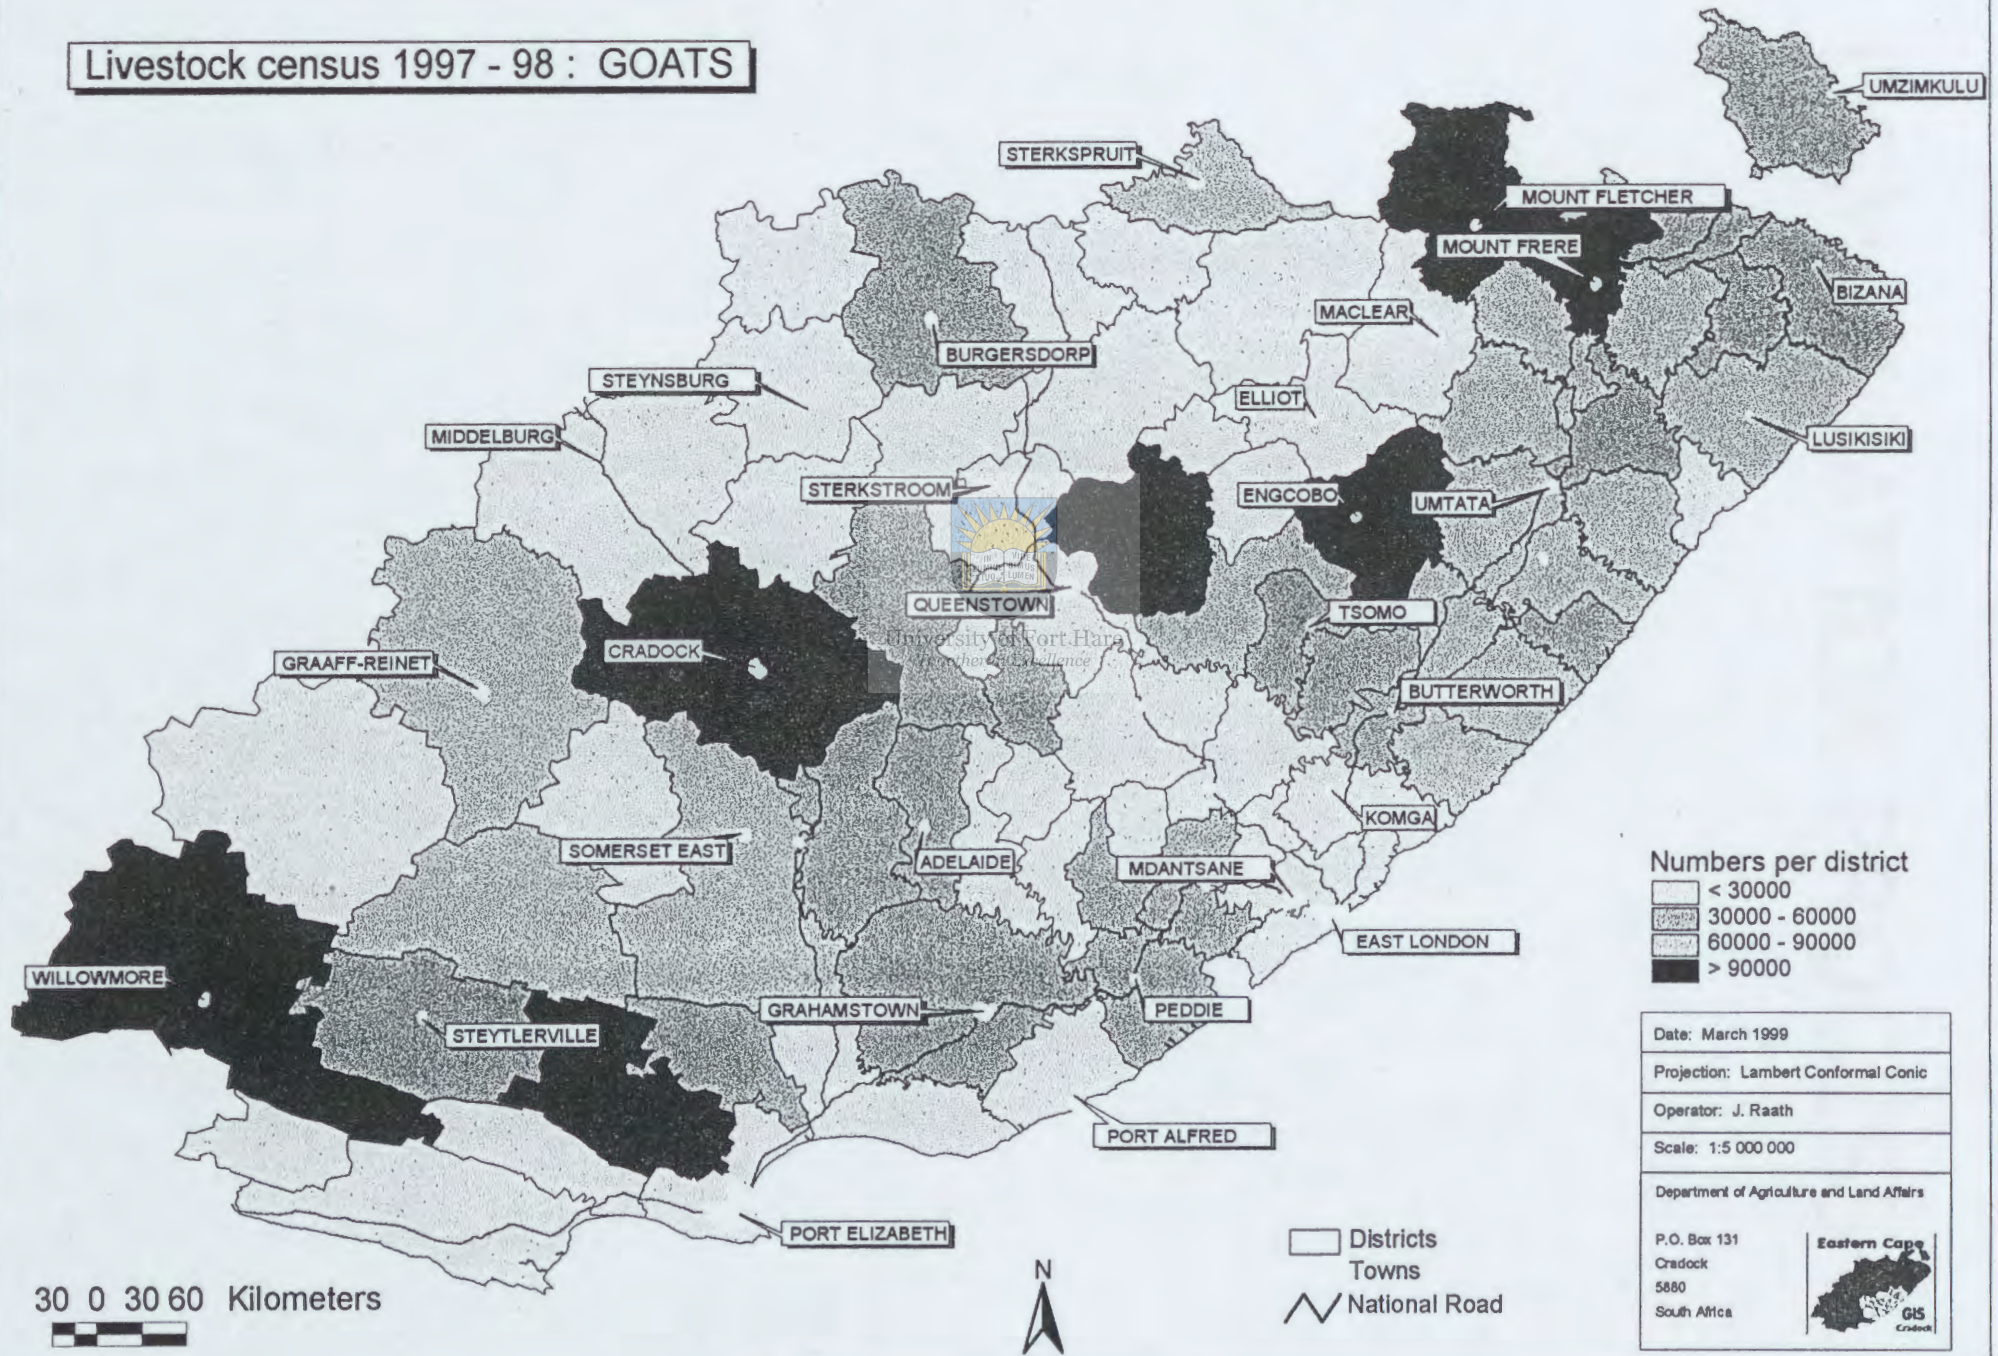 Livestock census 1997 - 98 : GOATS
UMZIMKULU
STERKSPRUIT
MOUNT FLETCHER
MOUNT FRERE
BIZANA
MACLEAR
BURGERSDORP
STEYNSBURG
ELLIOT
MIDDELBURG
LUSIKISIKI
STERKSTROOM
ENGCOBO
UMTATA
QUEENSTOWN
TSOMO
University of Fort Hare
Together in Excellence
CRADOCK
GRAAFF-REINET
BUTTERWORTH
KOMGA
SOMERSET EAST
ADELAIDE
MDANTSANE
EAST LONDON
WILLOWMORE
GRAHAMSTOWN
PEDDIE
STEYTLERVILLE
PORT ALFRED
PORT ELIZABETH
Numbers per district
< 30000
30000 - 60000
60000 - 90000
> 90000
Date: March 1999
Projection: Lambert Conformal Conic
Operator: J. Raath
Scale: 1:5 000 000
Department of Agriculture and Land Affairs
P.O. Box 131
Cradock
5880
South Africa
Eastern Cape
GIS
Cradock
Districts
Towns
National Road
N
30 0 30 60 Kilometers